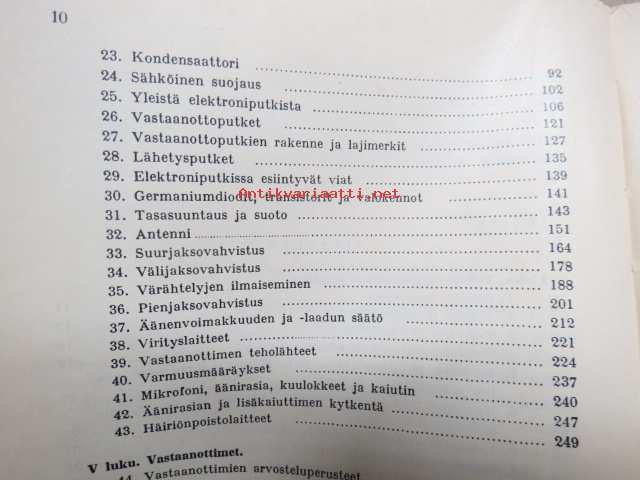 10
23. Kondensaattori 92
24. Sähköinen suojaus 102
25. Yleistä elektroniputkista 106
26. Vastaanottoputket 121
27. Vastaanottoputkien rakenne ja lajimerkit 127
28. Lähetysputket 135
29. Elektroniputkissa esiintyvät viat 139
Antikvariaatti.net
30. Germaniumdiodit, transistorit ja valokennot 141
31. Tasasuuntaus ja suoto 143
32. Antenni 151
33. Suurjaksovahvistus 164
34. Välijaksovahvistus 178
35. Värähtelyjen ilmaiseminen 188
36. Pienjaksovahvistus 201
37. Äänenvoimakkuuden ja -laadun säätö 212
38. Virityslaitteet 221
39. Vastaanottimen teholähteet 224
40. Varmuusmääräykset 237
41. Mikrofoni, äänirasia, kuulokkeet ja kaiutin 240
42. Äänirasian ja lisäkaiuttimen kytkentä 247
43. Häiriönpoistolaitteet 249
V luku. Vastaanottimet.
44. Vastaanottimien arvosteluperusteet